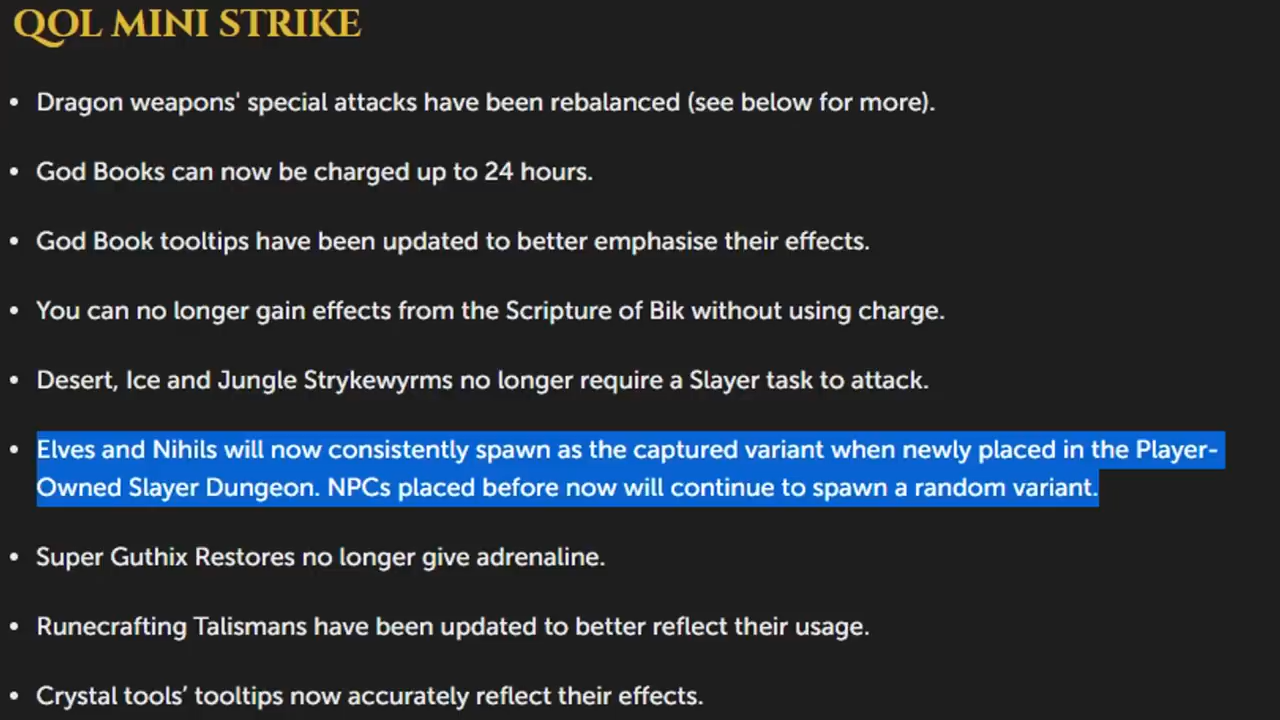 QOL MINI STRIKE
• Dragon weapons' special attacks have been rebalanced (see below for more).
• God Books can now be charged up to 24 hours.
• God Book tooltips have been updated to better emphasise their effects.
• You can no longer gain effects from the Scripture of Bik without using charge.
• Desert, Ice and Jungle Strykewyrms no longer require a Slayer task to attack.
• Elves and Nihils will now consistently spawn as the captured variant when newly placed in the Player-
Owned Slayer Dungeon. NPCs placed before now will continue to spawn a random variant.
• Super Guthix Restores no longer give adrenaline.
• Runecrafting Talismans have been updated to better reflect their usage.
• Crystal tools’ tooltips now accurately reflect their effects.